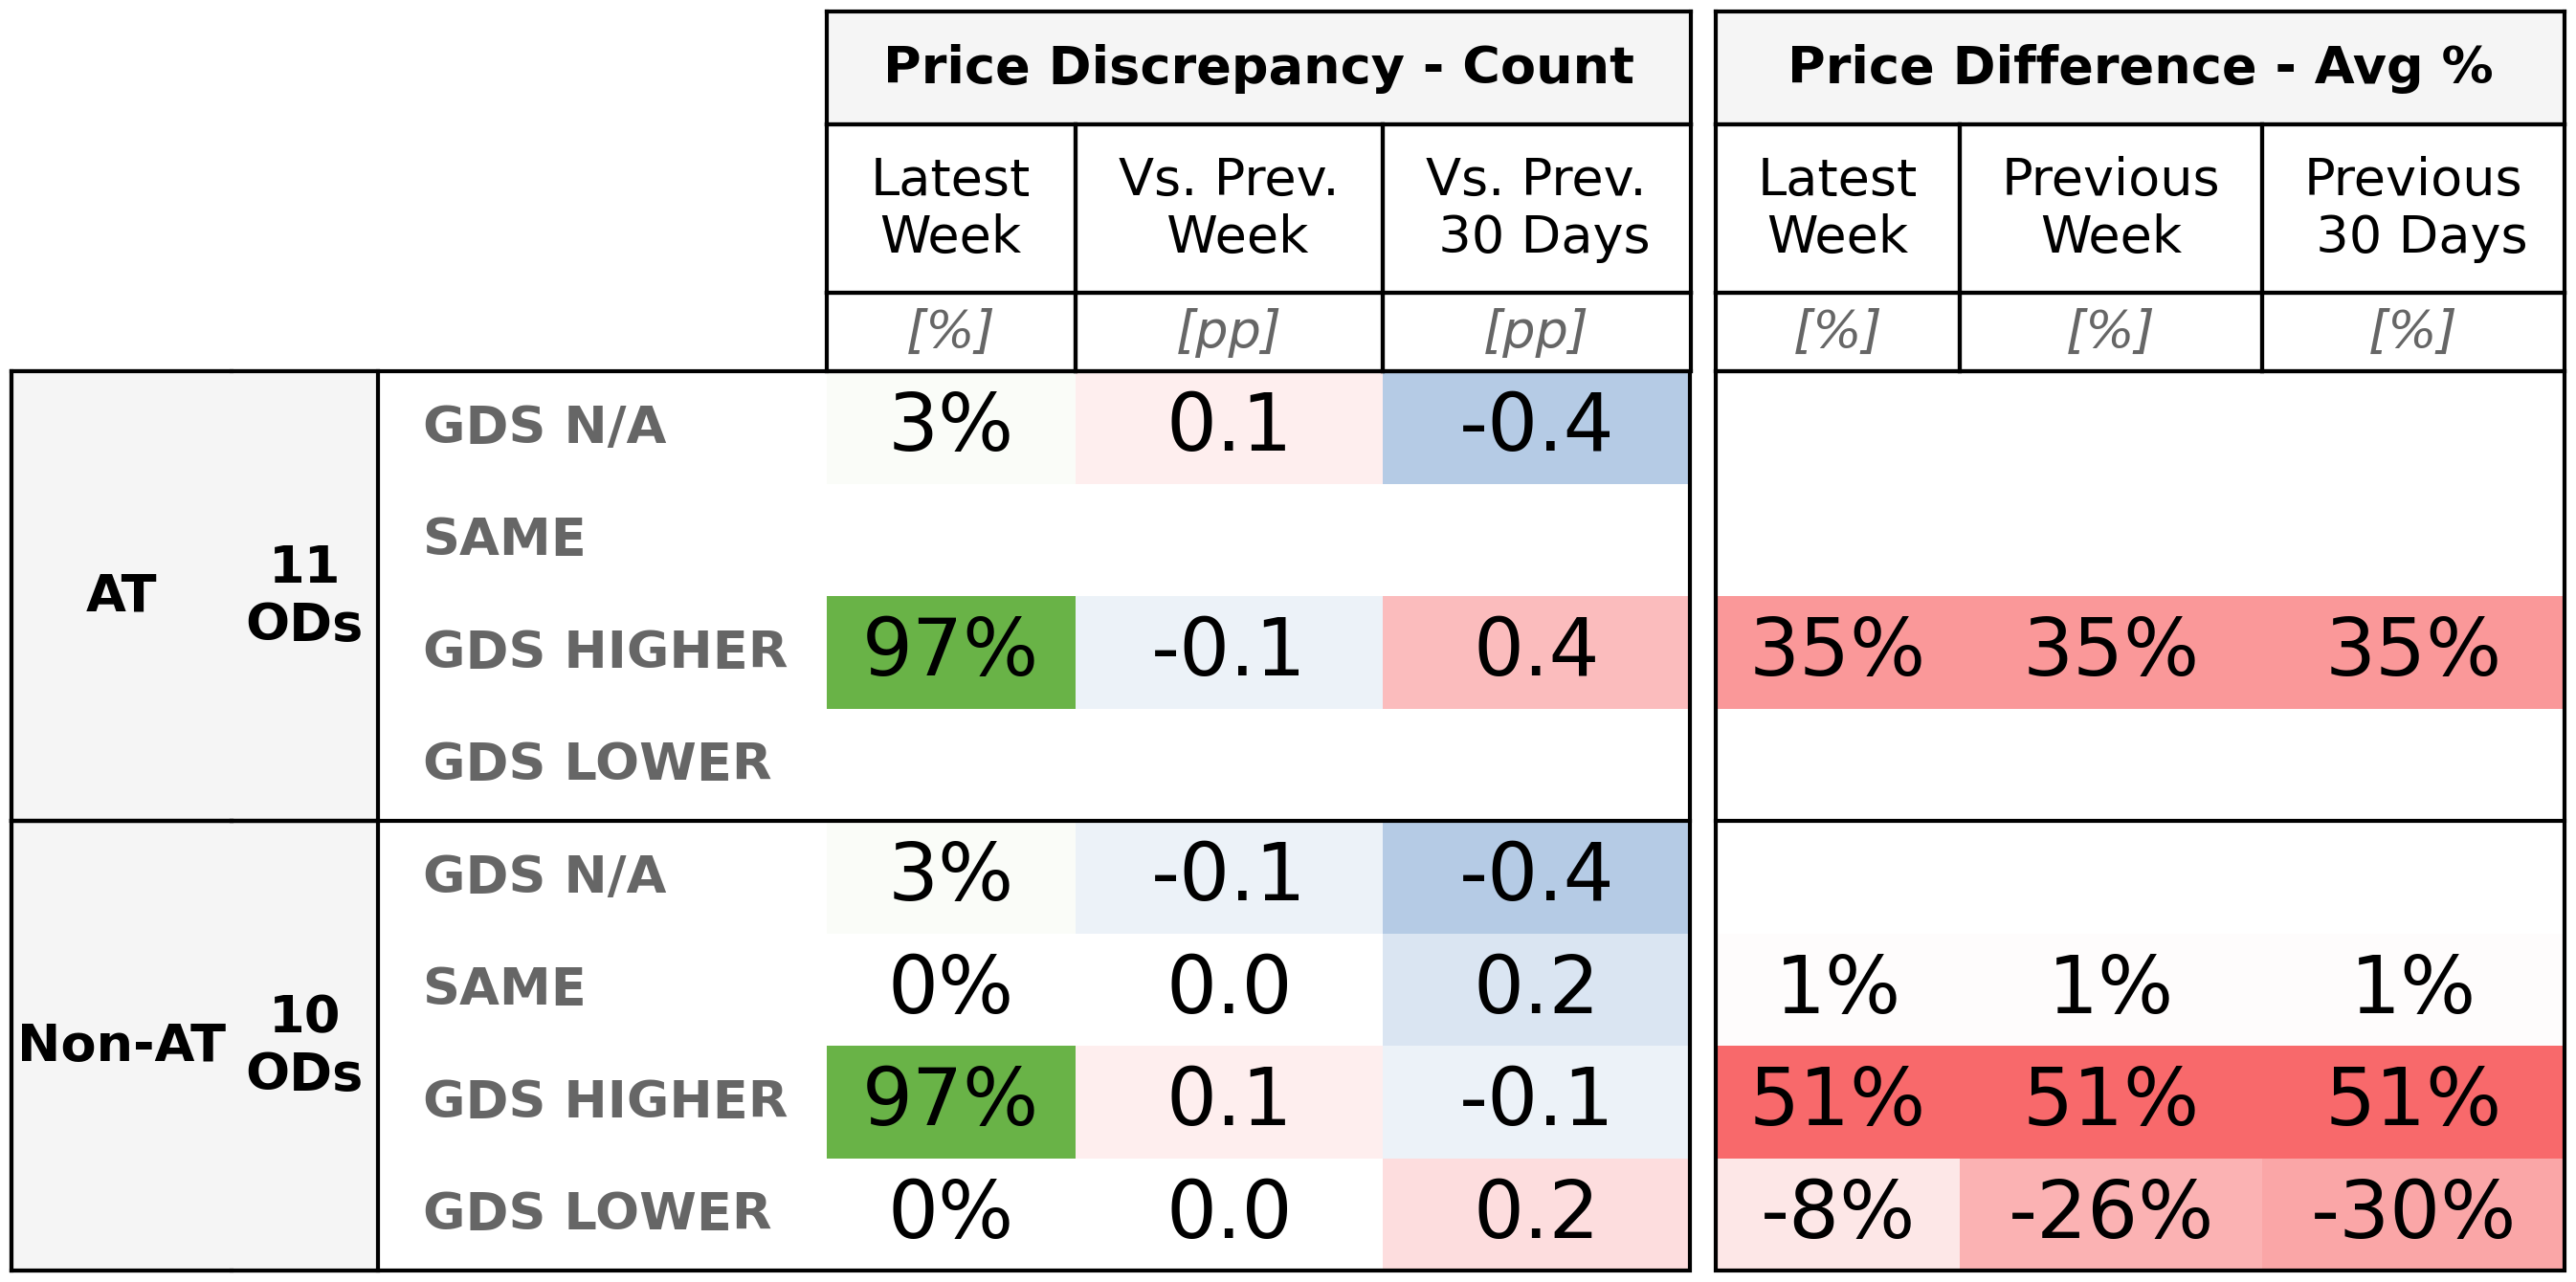 Price Discrepancy - Count Price Difference - Avg %
Latest Week Vs. Prev. Week Vs. Prev. 30 Days Latest Week Previous Week Previous 30 Days
[%] [pp] [pp] [%] [%] [%]
AT 11 ODs
GDS N/A 3% 0.1 -0.4
SAME
GDS HIGHER 97% -0.1 0.4 35% 35% 35%
GDS LOWER
Non-AT 10 ODs
GDS N/A 3% -0.1 -0.4
SAME 0% 0.0 0.2 1% 1% 1%
GDS HIGHER 97% 0.1 -0.1 51% 51% 51%
GDS LOWER 0% 0.0 0.2 -8% -26% -30%